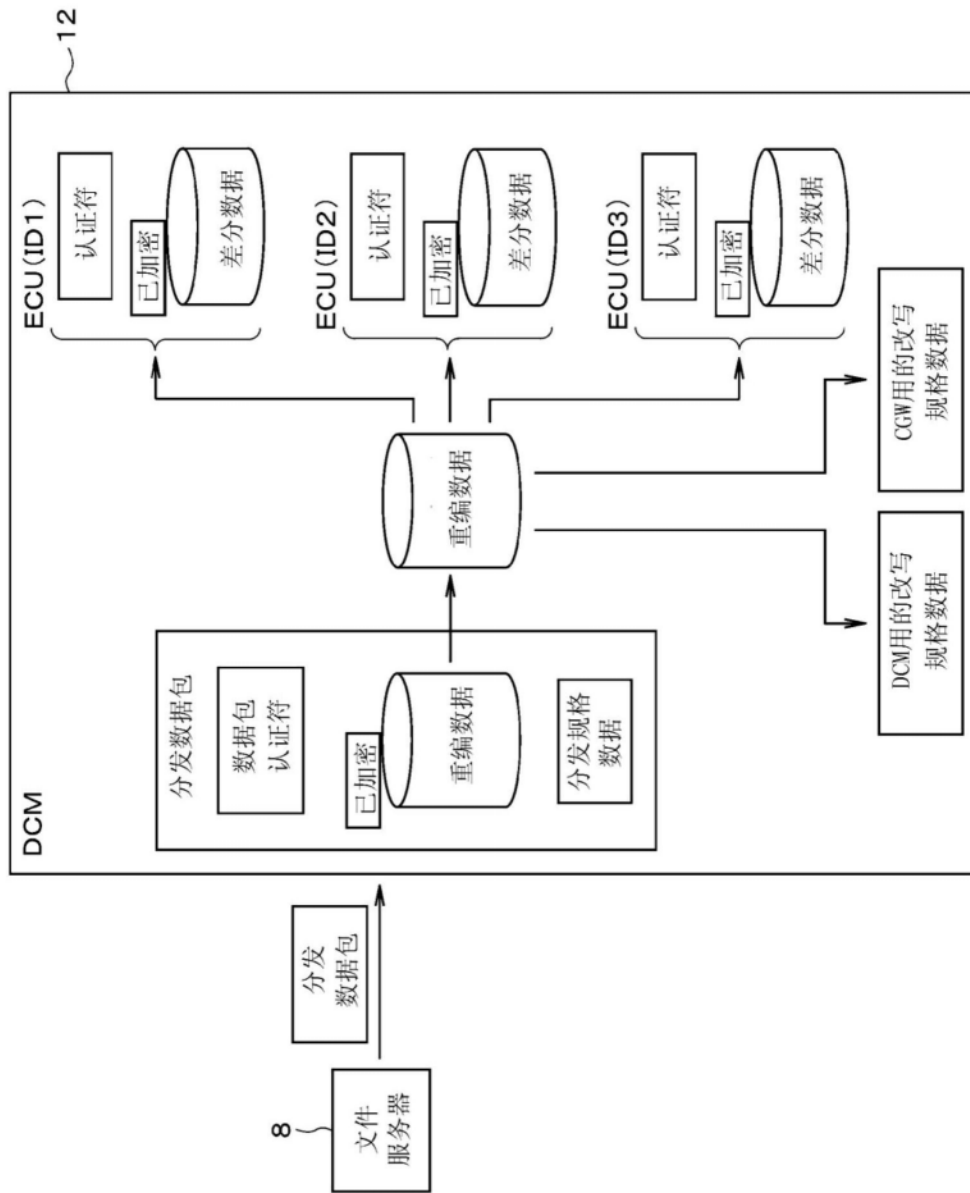 8
文件
服务器
分发
数据包
12
DCM
分发数据包
数据包
认证符
已加密
重编数据
分发规格
数据
重编数据
ECU(ID1)
认证符
已加密
差分数据
ECU(ID2)
认证符
已加密
差分数据
ECU(ID3)
认证符
已加密
差分数据
DCM用的改写
规格数据
CGW用的改写
规格数据